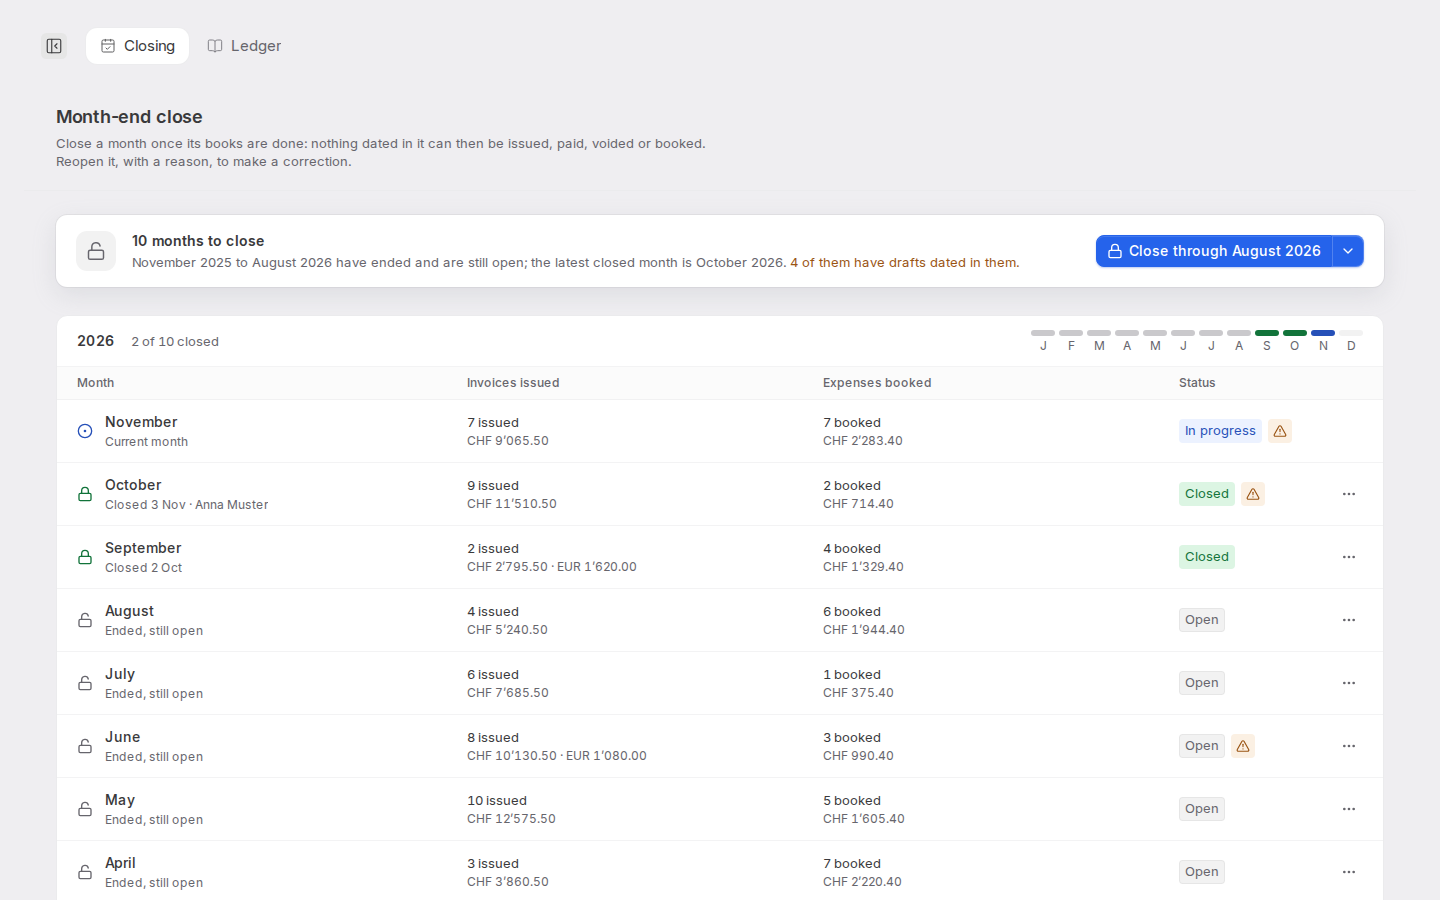 Closing
Ledger
Month-end close
Close a month once its books are done: nothing dated in it can then be issued, paid, voided or booked.
Reopen it, with a reason, to make a correction.
10 months to close
November 2025 to August 2026 have ended and are still open; the latest closed month is October 2026. 4 of them have drafts dated in them.
Close through August 2026
2026 2 of 10 closed
J F M A M J J A S O N D
Month Invoices issued Expenses booked Status
November 7 issued 7 booked
Current month CHF 9’065.50 CHF 2’283.40 In progress
October 9 issued 2 booked
Closed 3 Nov · Anna Muster CHF 11’510.50 CHF 714.40 Closed
September 2 issued 4 booked
Closed 2 Oct CHF 2’795.50 · EUR 1’620.00 CHF 1’329.40 Closed
August 4 issued 6 booked
Ended, still open CHF 5’240.50 CHF 1’944.40 Open
July 6 issued 1 booked
Ended, still open CHF 7’685.50 CHF 375.40 Open
June 8 issued 3 booked
Ended, still open CHF 10’130.50 · EUR 1’080.00 CHF 990.40 Open
May 10 issued 5 booked
Ended, still open CHF 12’575.50 CHF 1’605.40 Open
April 3 issued 7 booked
Ended, still open CHF 3’860.50 CHF 2’220.40 Open